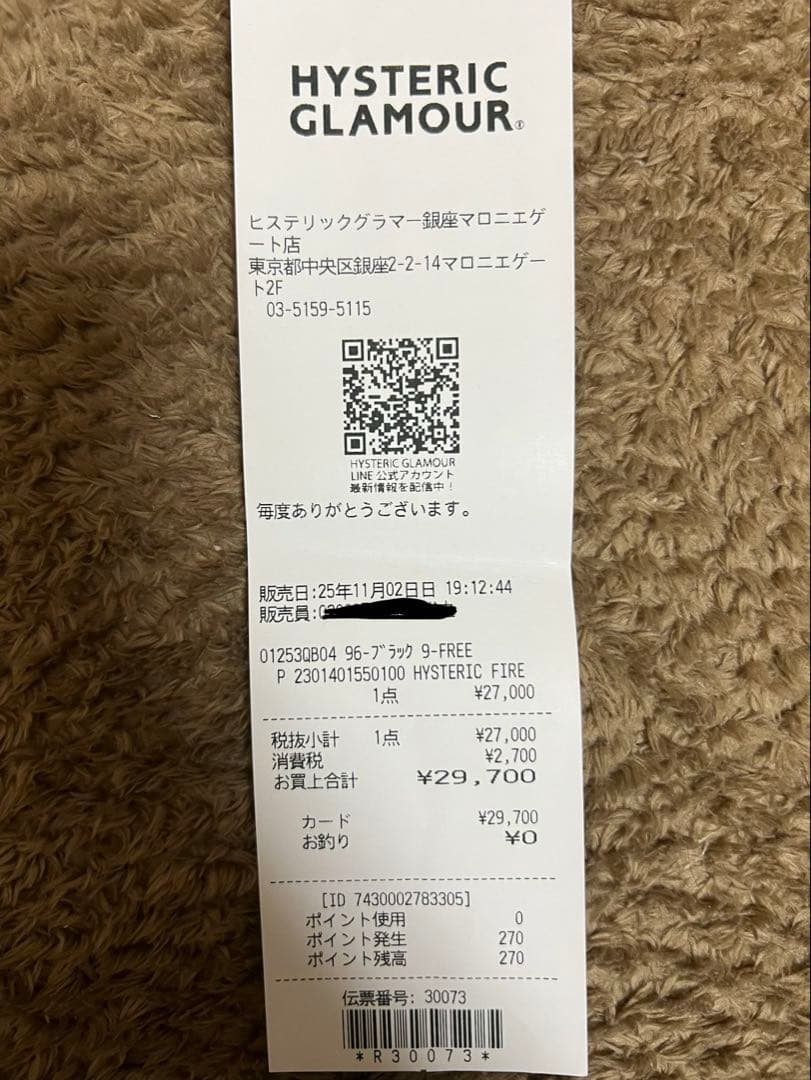 HYSTERIC
GLAMOUR®
ヒステリックグラマー銀座マロニエゲ
ート店
東京都中央区銀座2-2-14マロニエゲー
ト2F
03-5159-5115
HYSTERIC GLAMOUR
LINE 公式アカウント
最新情報を配信中！
毎度ありがとうございます。
販売日:25年11月02日日 19:12:44
販売員:
01253QB04 96-ﾌﾞﾗｯｸ 9-FREE
P 2301401550100 HYSTERIC FIRE
1点 ¥27,000
税抜小計 1点 ¥27,000
消費税 ¥2,700
お買上合計 ¥29,700
カード ¥29,700
お釣り ¥0
[ID 7430002783305]
ポイント使用 0
ポイント発生 270
ポイント残高 270
伝票番号: 30073
*R30073*